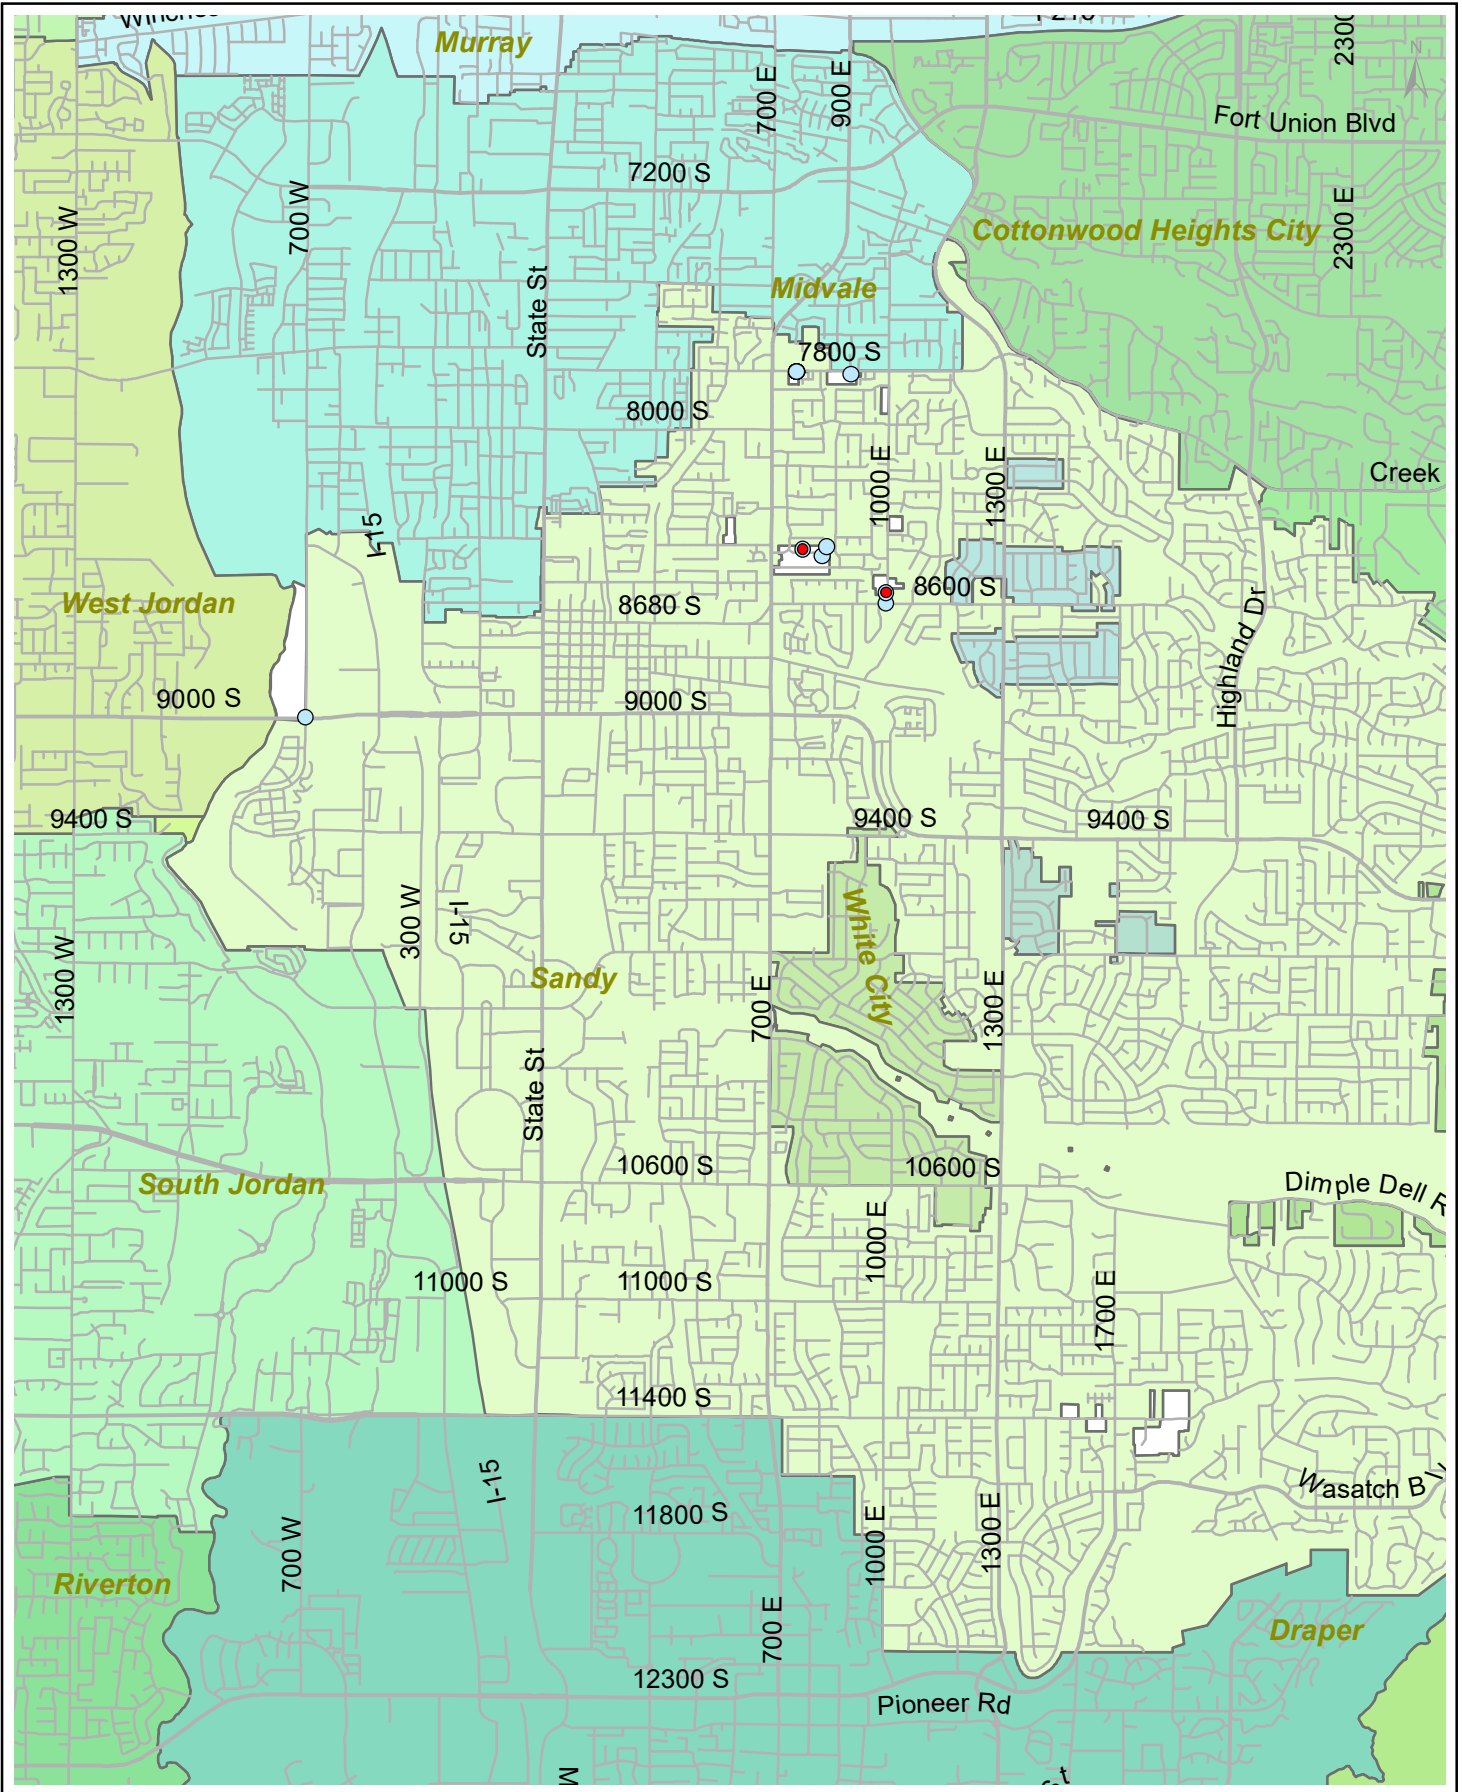 Murray
700 E
900 E
2300
N
Fort Union Blvd
7200 S
1300 W
700 W
2300 E
Cottonwood Heights City
State St
Midvale
7800 S
8000 S
1000 E
1300 E
Creek
I-15
West Jordan
8680 S
8600 S
Highland Dr
9000 S
9000 S
9400 S
9400 S
9400 S
300 W
I-15
White City
1300 W
Sandy
700 E
1300 E
State St
10600 S
10600 S
South Jordan
Dimple Dell R
1000 E
11000 S
11000 S
1700 E
11400 S
I-15
Wasatch B
11800 S
700 W
1000 E
1300 E
Riverton
700 E
Draper
12300 S
Pioneer Rd
M
st